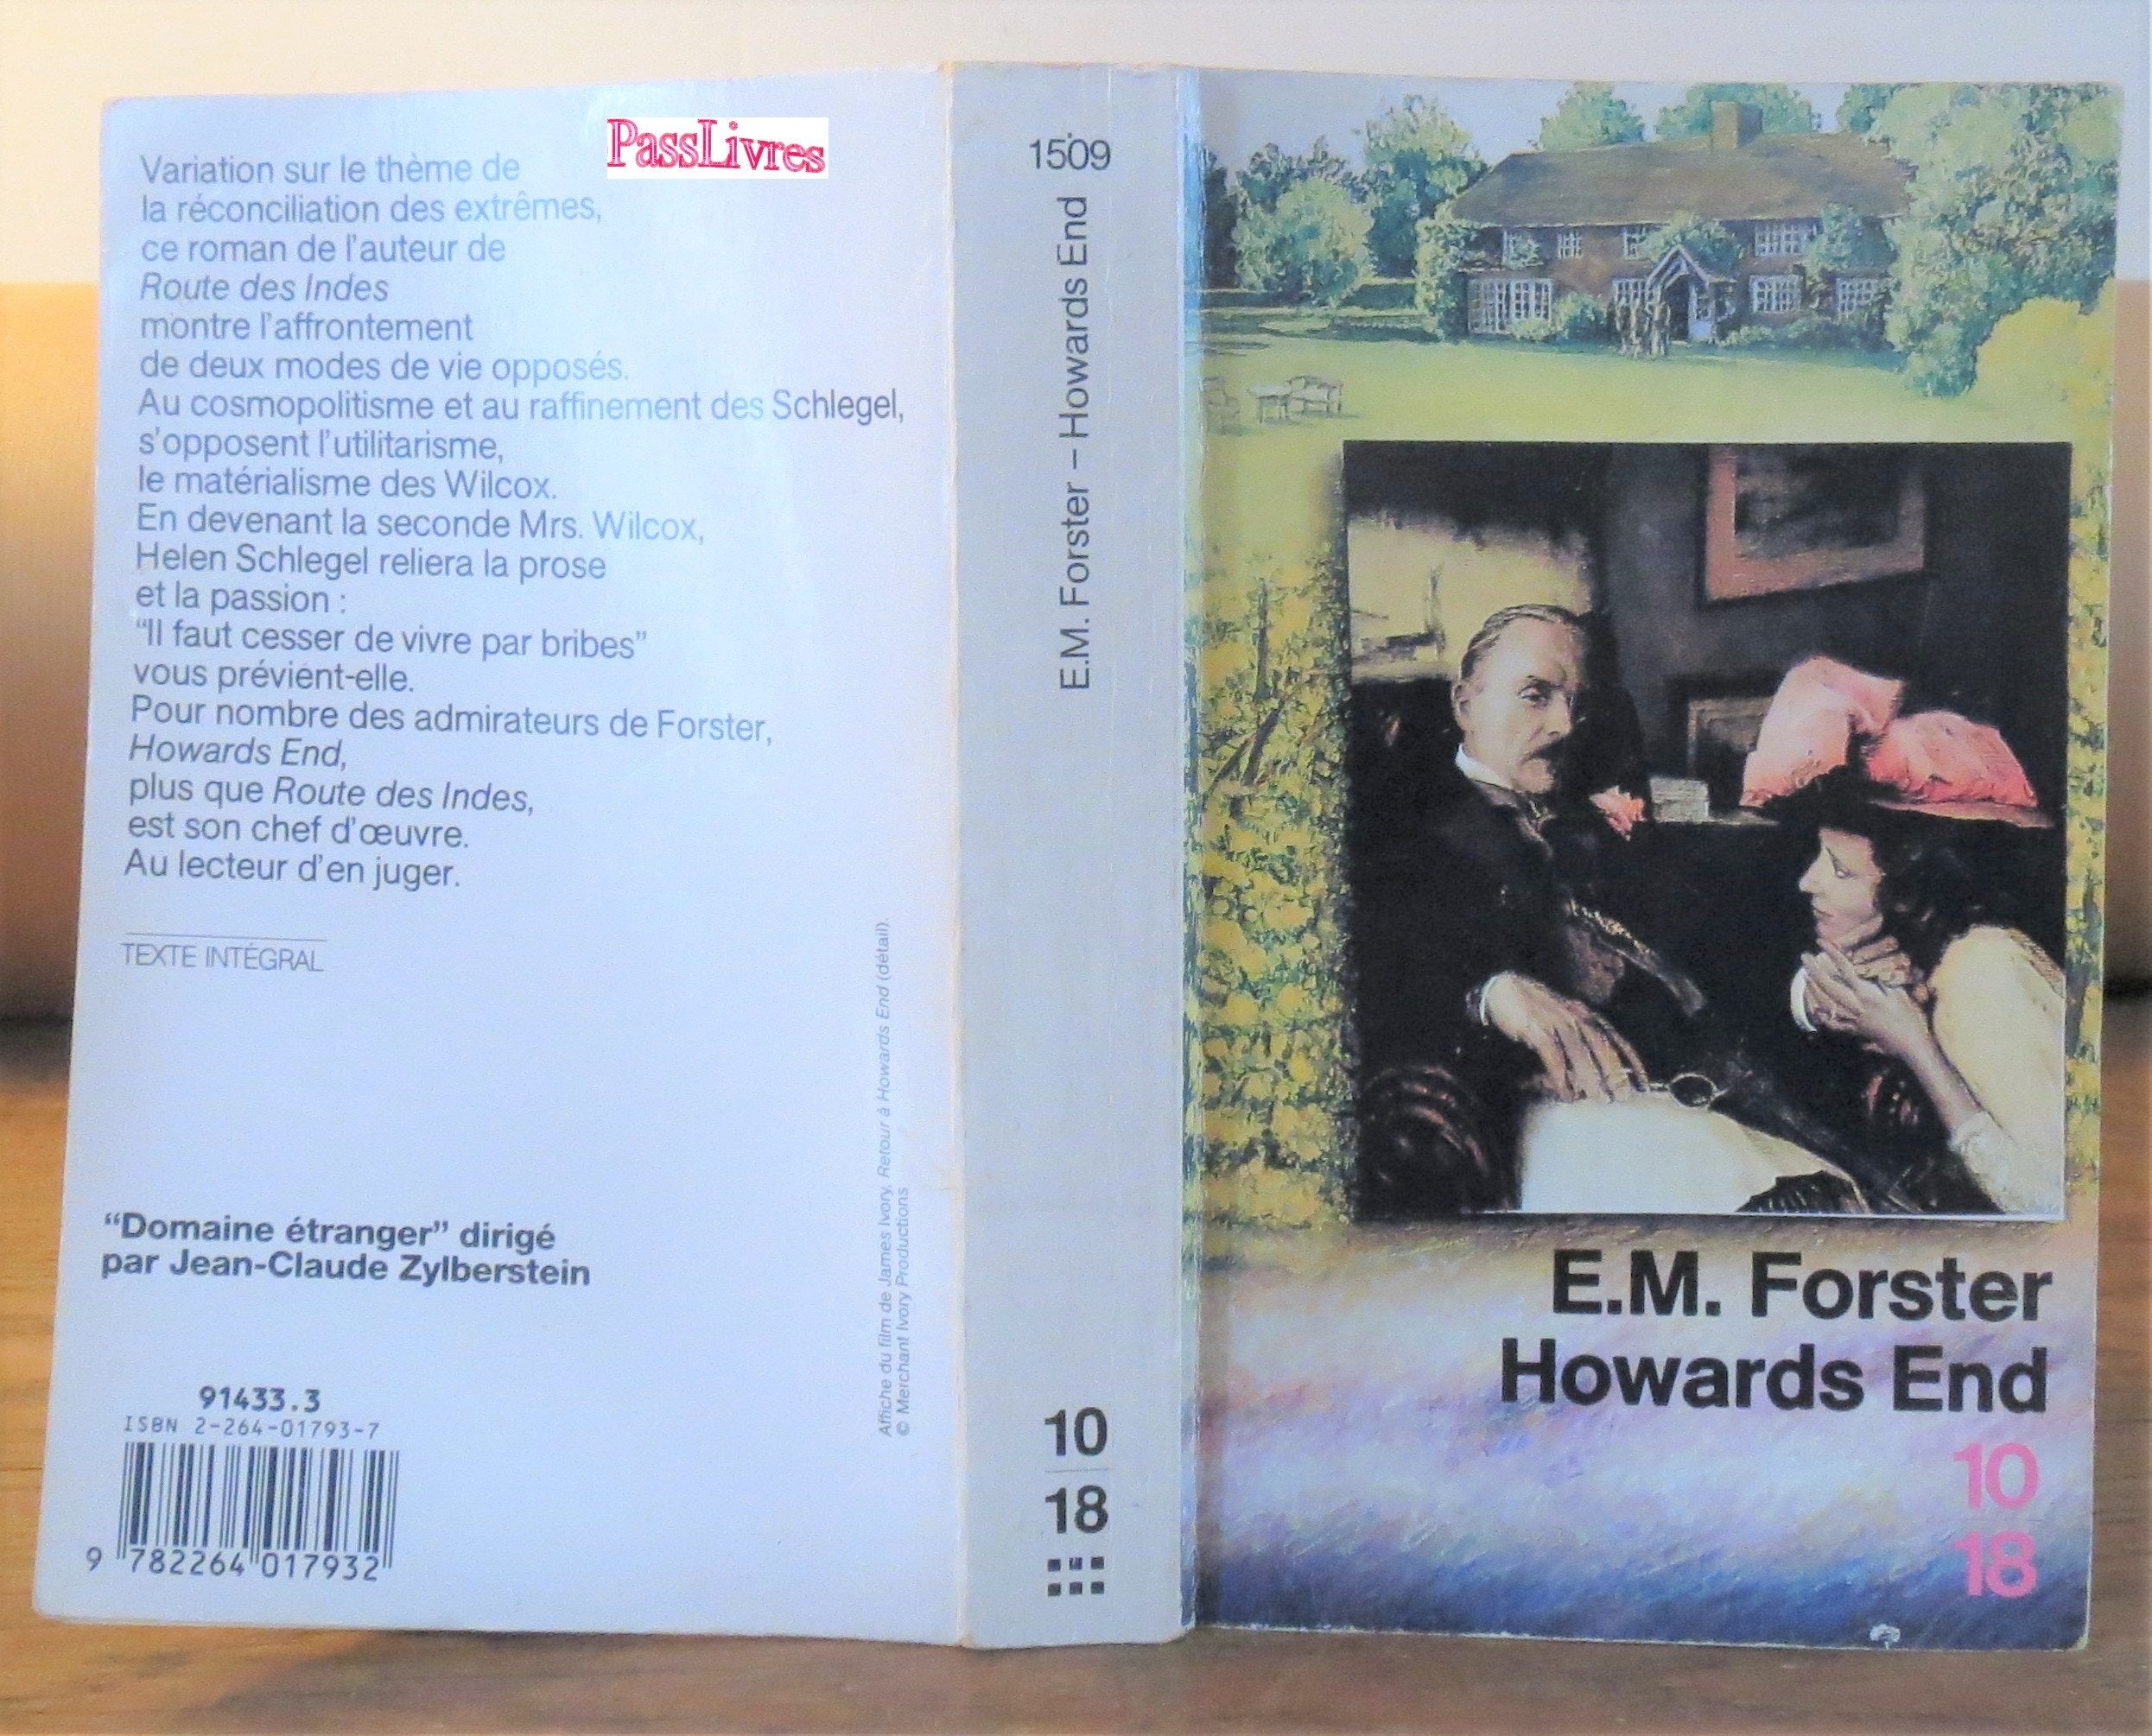 PassLivres
Variation sur le thème de
la réconciliation des extrêmes,
ce roman de l'auteur de
Route des Indes
montre l'affrontement
de deux modes de vie opposés.
Au cosmopolitisme et au raffinement des Schlegel,
s'opposent l'utilitarisme,
le matérialisme des Wilcox.
En devenant la seconde Mrs. Wilcox,
Helen Schlegel reliera la prose
et la passion :
“Il faut cesser de vivre par bribes”
vous prévient-elle.
Pour nombre des admirateurs de Forster,
Howards End,
plus que Route des Indes,
est son chef d'œuvre.
Au lecteur d'en juger.
TEXTE INTÉGRAL
Affiche du film de James Ivory, Retour à Howards End (détail).
© Merchant Ivory Productions
“Domaine étranger” dirigé
par Jean-Claude Zylberstein
91433.3
ISBN 2-264-01793-7
9 782264 017932
1509
E.M. Forster – Howards End
10
18
E.M. Forster
Howards End
10
18